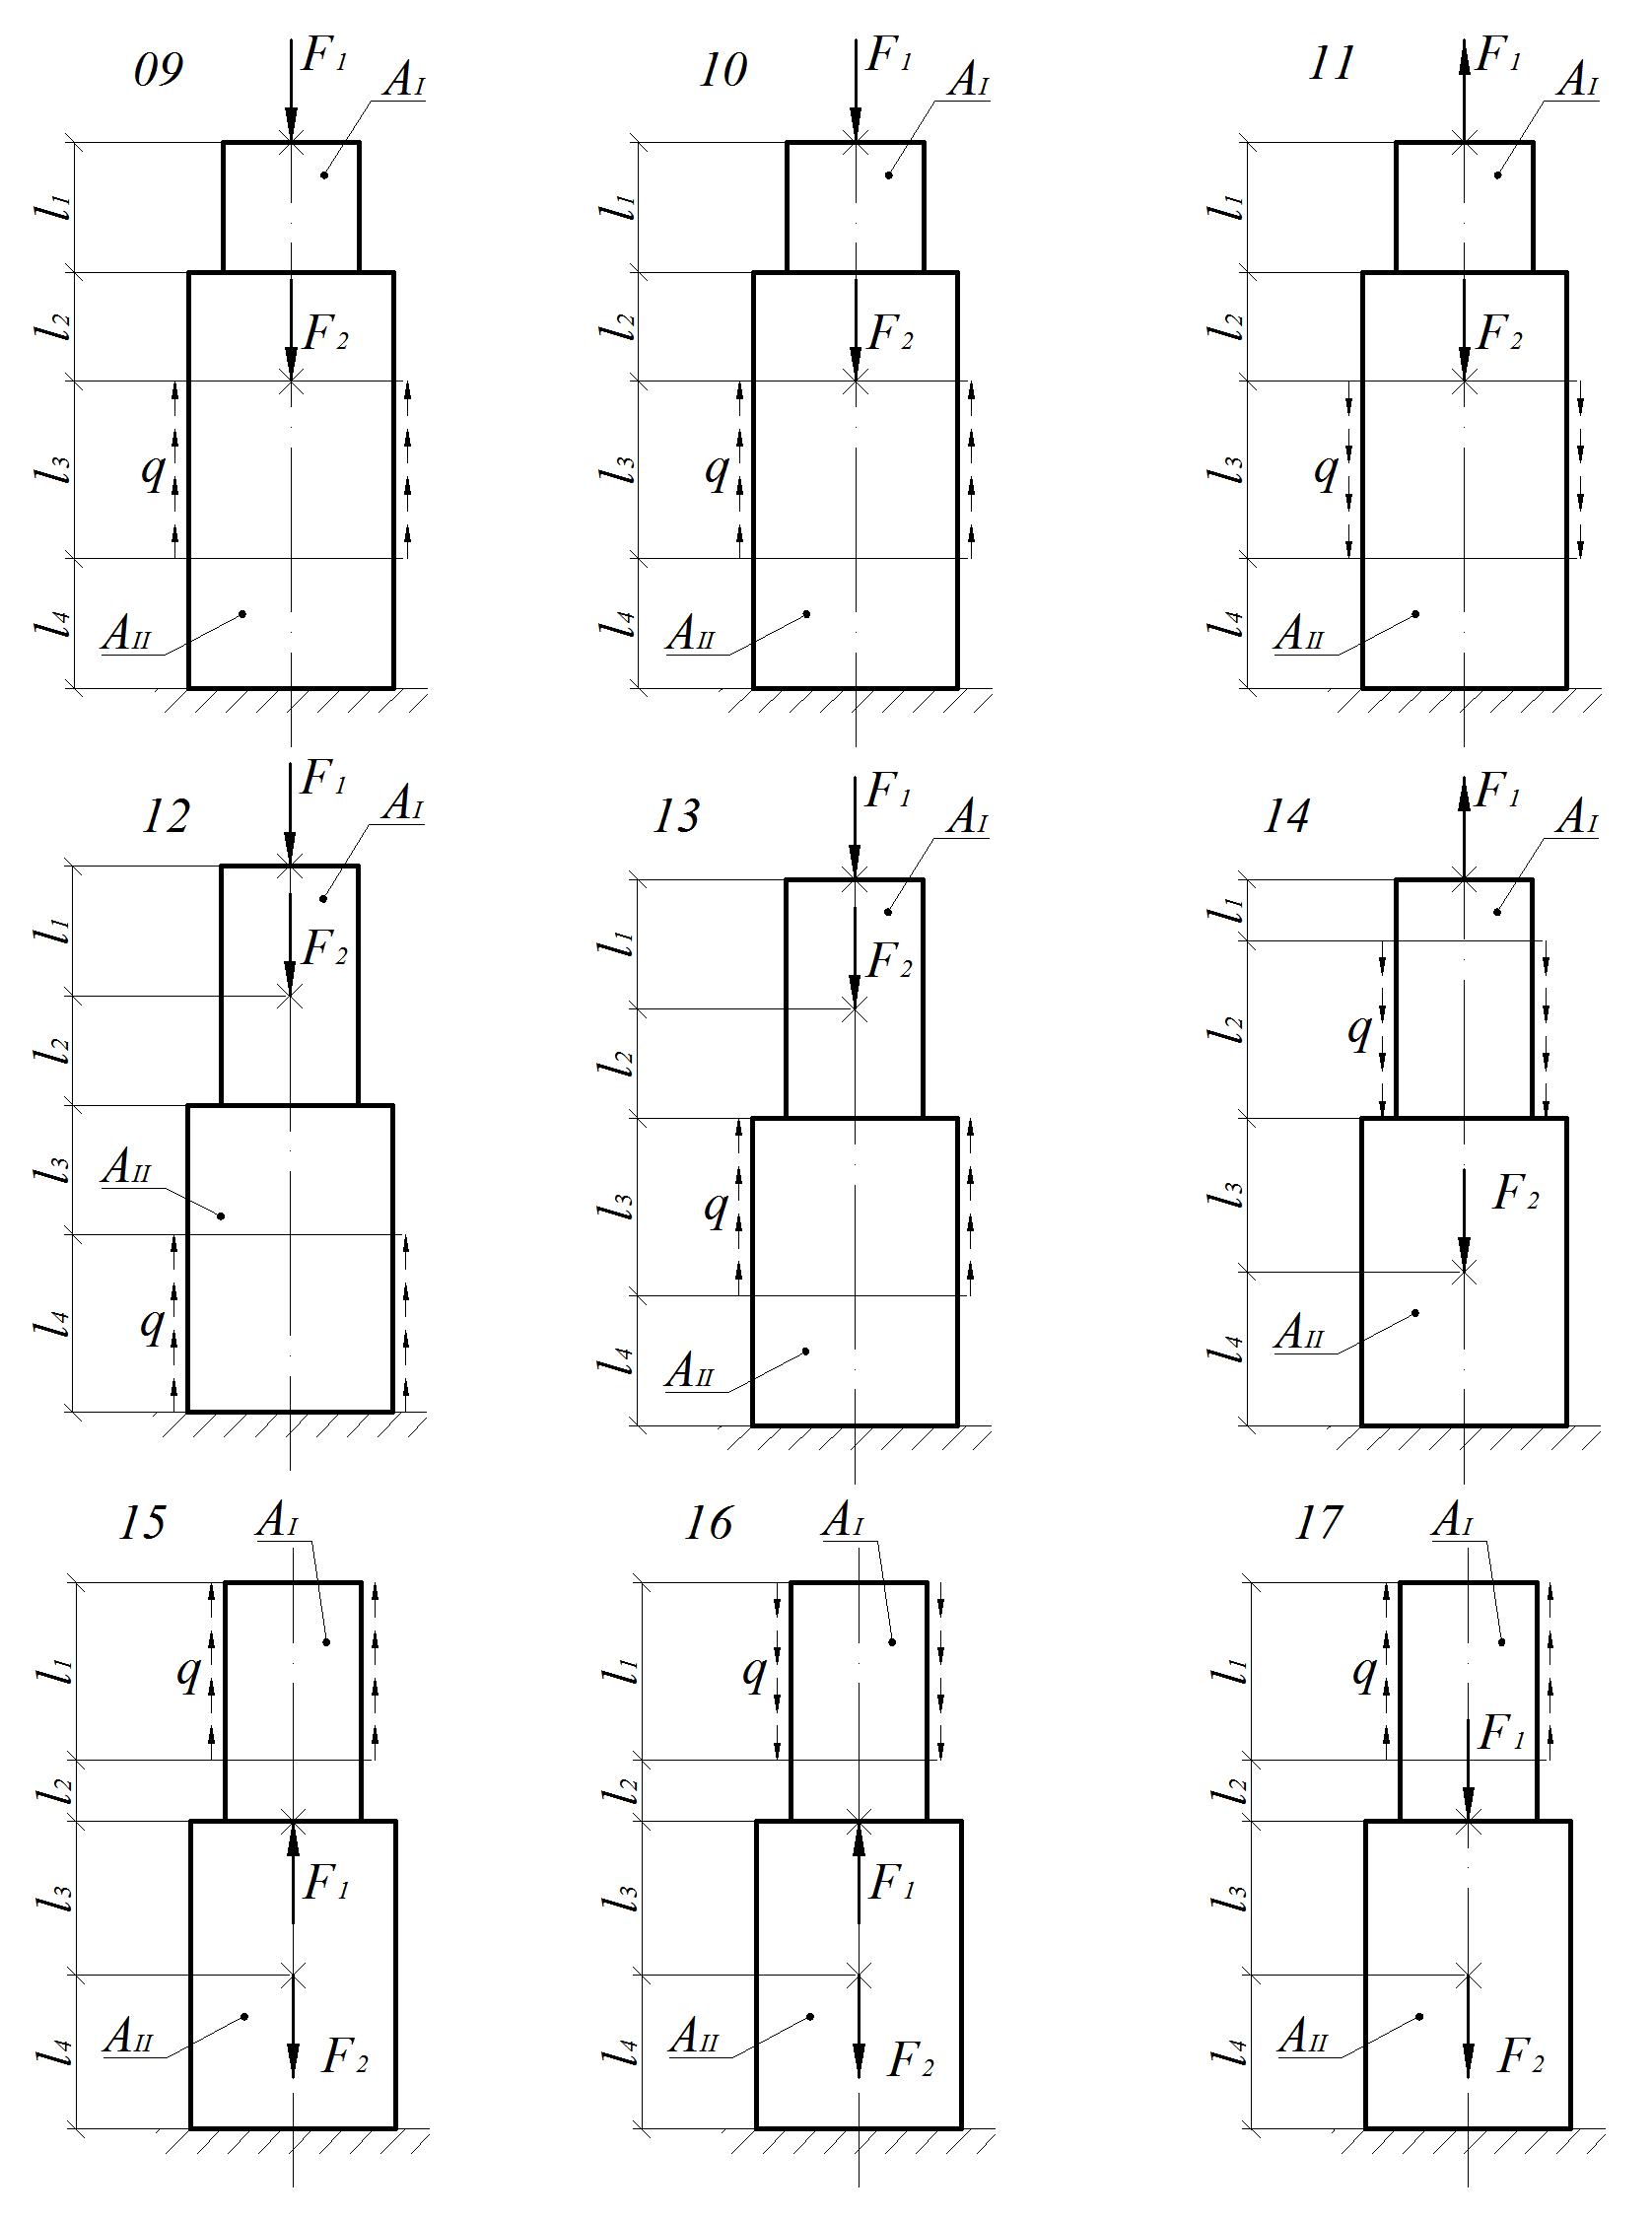 09 F1 AI
l1
l2 F2
l3 q
l4 AII
10 F1 AI
l1
l2 F2
l3 q
l4 AII
11 F1 AI
l1
l2 F2
l3 q
l4 AII
12 F1 AI
l1 F2
l2
l3 AII
l4 q
13 F1 AI
l1 F2
l2
l3 q
l4 AII
14 F1 AI
l1
l2 q
l3 F2
l4 AII
15 AI
l1 q
l2
l3 F1
l4 AII F2
16 AI
l1 q
l2
l3 F1
l4 AII F2
17 AI
l1 q F1
l2
l3
l4 AII F2